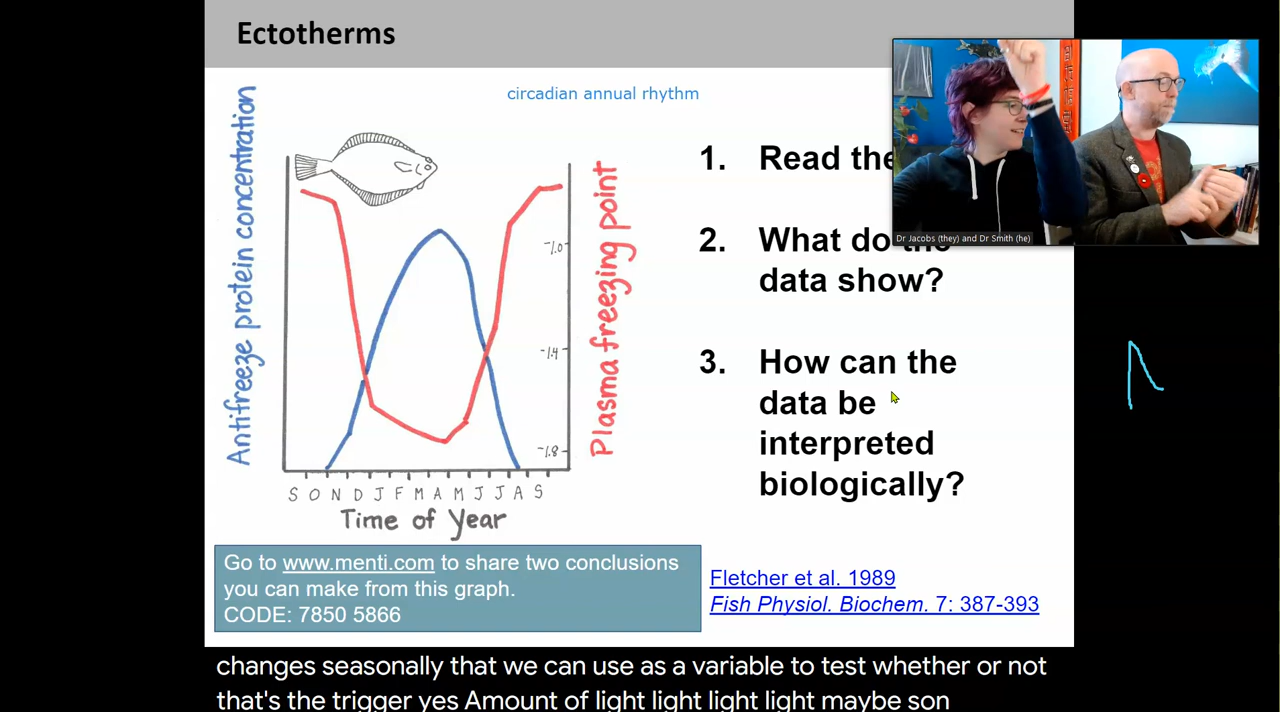 Ectotherms
circadian annual rhythm
Antifreeze protein concentration
Plasma freezing point
-1.0
-1.4
-1.8
S O N D J F M A M J J A S
Time of Year
1. Read the
2. What do the
data show?
3. How can the
data be
interpreted
biologically?
Dr Jacobs (they) and Dr Smith (he)
Go to www.menti.com to share two conclusions
you can make from this graph.
CODE: 7850 5866
Fletcher et al. 1989
Fish Physiol. Biochem. 7: 387-393
changes seasonally that we can use as a variable to test whether or not
that's the trigger yes Amount of light light light light maybe son